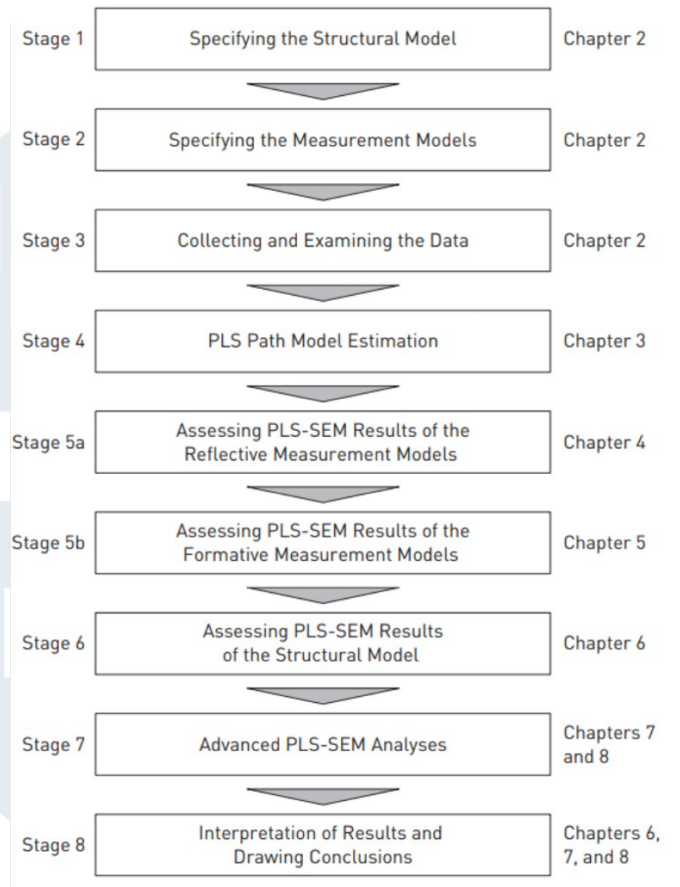 Stage 1
Specifying the Structural Model
Chapter 2
Stage 2
Specifying the Measurement Models
Chapter 2
Stage 3
Collecting and Examining the Data
Chapter 2
Stage 4
PLS Path Model Estimation
Chapter 3
Stage 5a
Assessing PLS-SEM Results of the
Reflective Measurement Models
Chapter 4
Stage 5b
Assessing PLS-SEM Results of the
Formative Measurement Models
Chapter 5
Stage 6
Assessing PLS-SEM Results
of the Structural Model
Chapter 6
Stage 7
Advanced PLS-SEM Analyses
Chapters 7
and 8
Stage 8
Interpretation of Results and
Drawing Conclusions
Chapters 6,
7, and 8